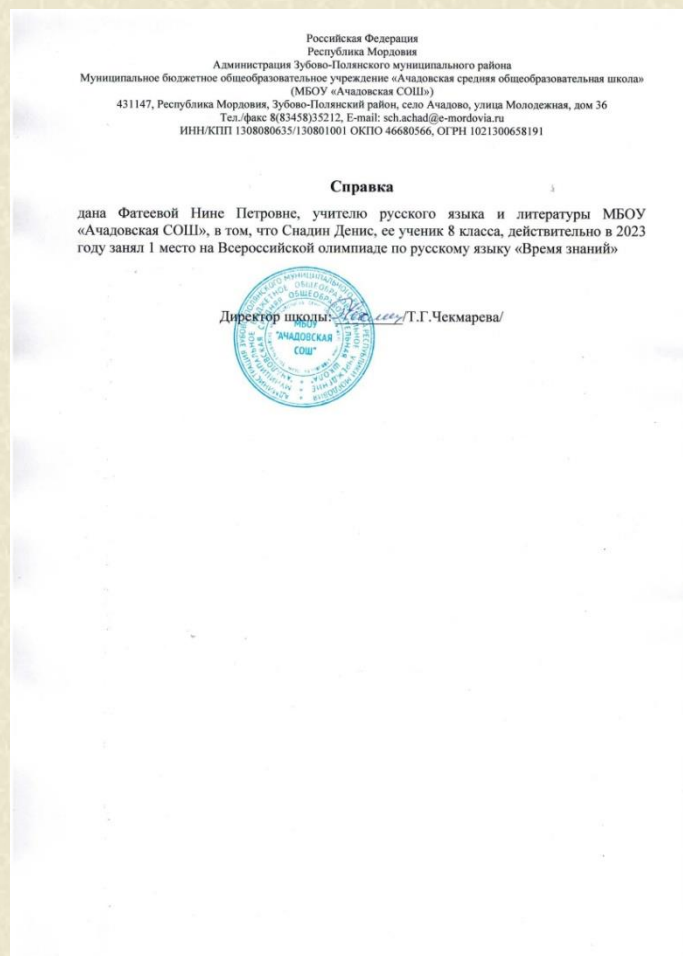 Российская Федерация
Республика Мордовия
Администрация Зубово-Полянского муниципального района
Муниципальное бюджетное общеобразовательное учреждение «Ачадовская средняя общеобразовательная школа»
(МБОУ «Ачадовская СОШ»)
431147, Республика Мордовия, Зубово-Полянский район, село Ачадово, улица Молодежная, дом 36
Тел./факс 8(83458)35212, E-mail: sch.achad@e-mordovia.ru
ИНН/КПП 1308080635/130801001 ОКПО 46680566, ОГРН 1021300658191
Справка
дана Фатеевой Нине Петровне, учителю русского языка и литературы МБОУ
«Ачадовская СОШ», в том, что Снадин Денис, ее ученик 8 класса, действительно в 2023
году занял 1 место на Всероссийской олимпиаде по русскому языку «Время знаний»
Директор школы: /Т.Г.Чекмарева/
МБОУ
"АЧАДОВСКАЯ
СОШ"